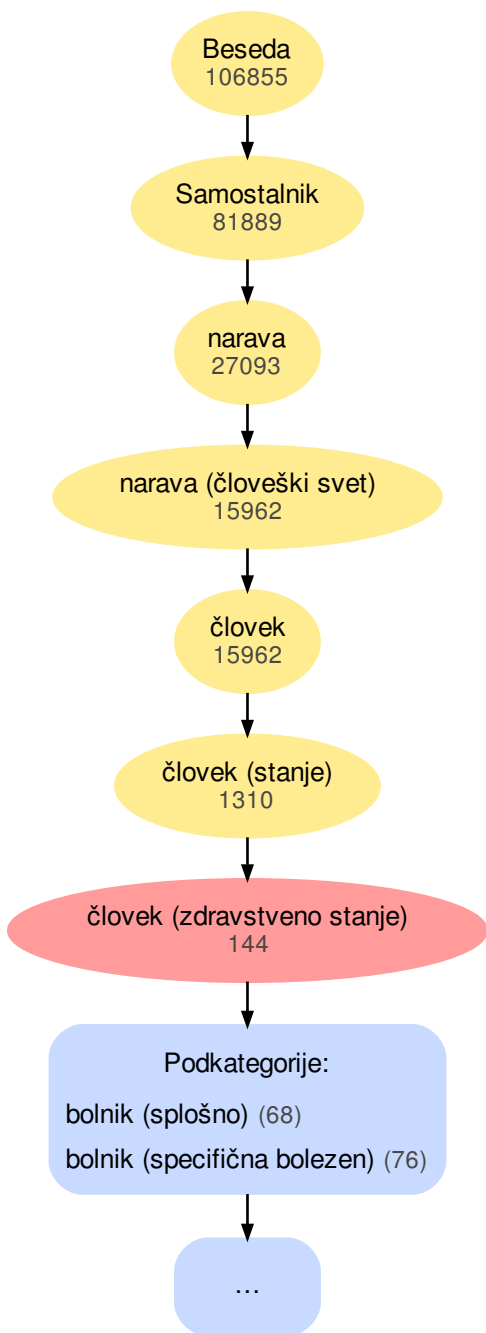 Beseda
106855
Samostalnik
81889
narava
27093
narava (človeški svet)
15962
človek
15962
človek (stanje)
1310
človek (zdravstveno stanje)
144
Podkategorije:
bolnik (splošno) (68)
bolnik (specifična bolezen) (76)
...